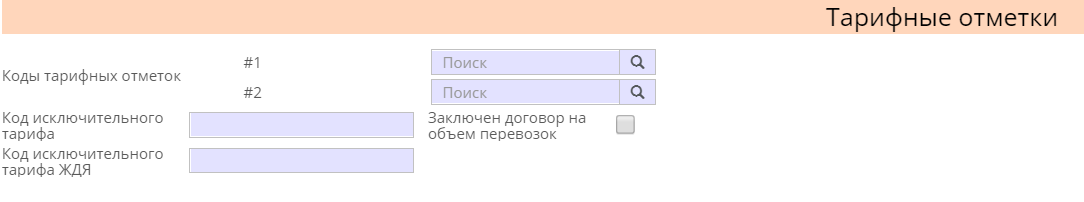 Тарифные отметки
#1 Поиск
Коды тарифных отметок
#2 Поиск
Код исключительного Заключен договор на
тарифа объем перевозок
Код исключительного
тарифа ЖДЯ